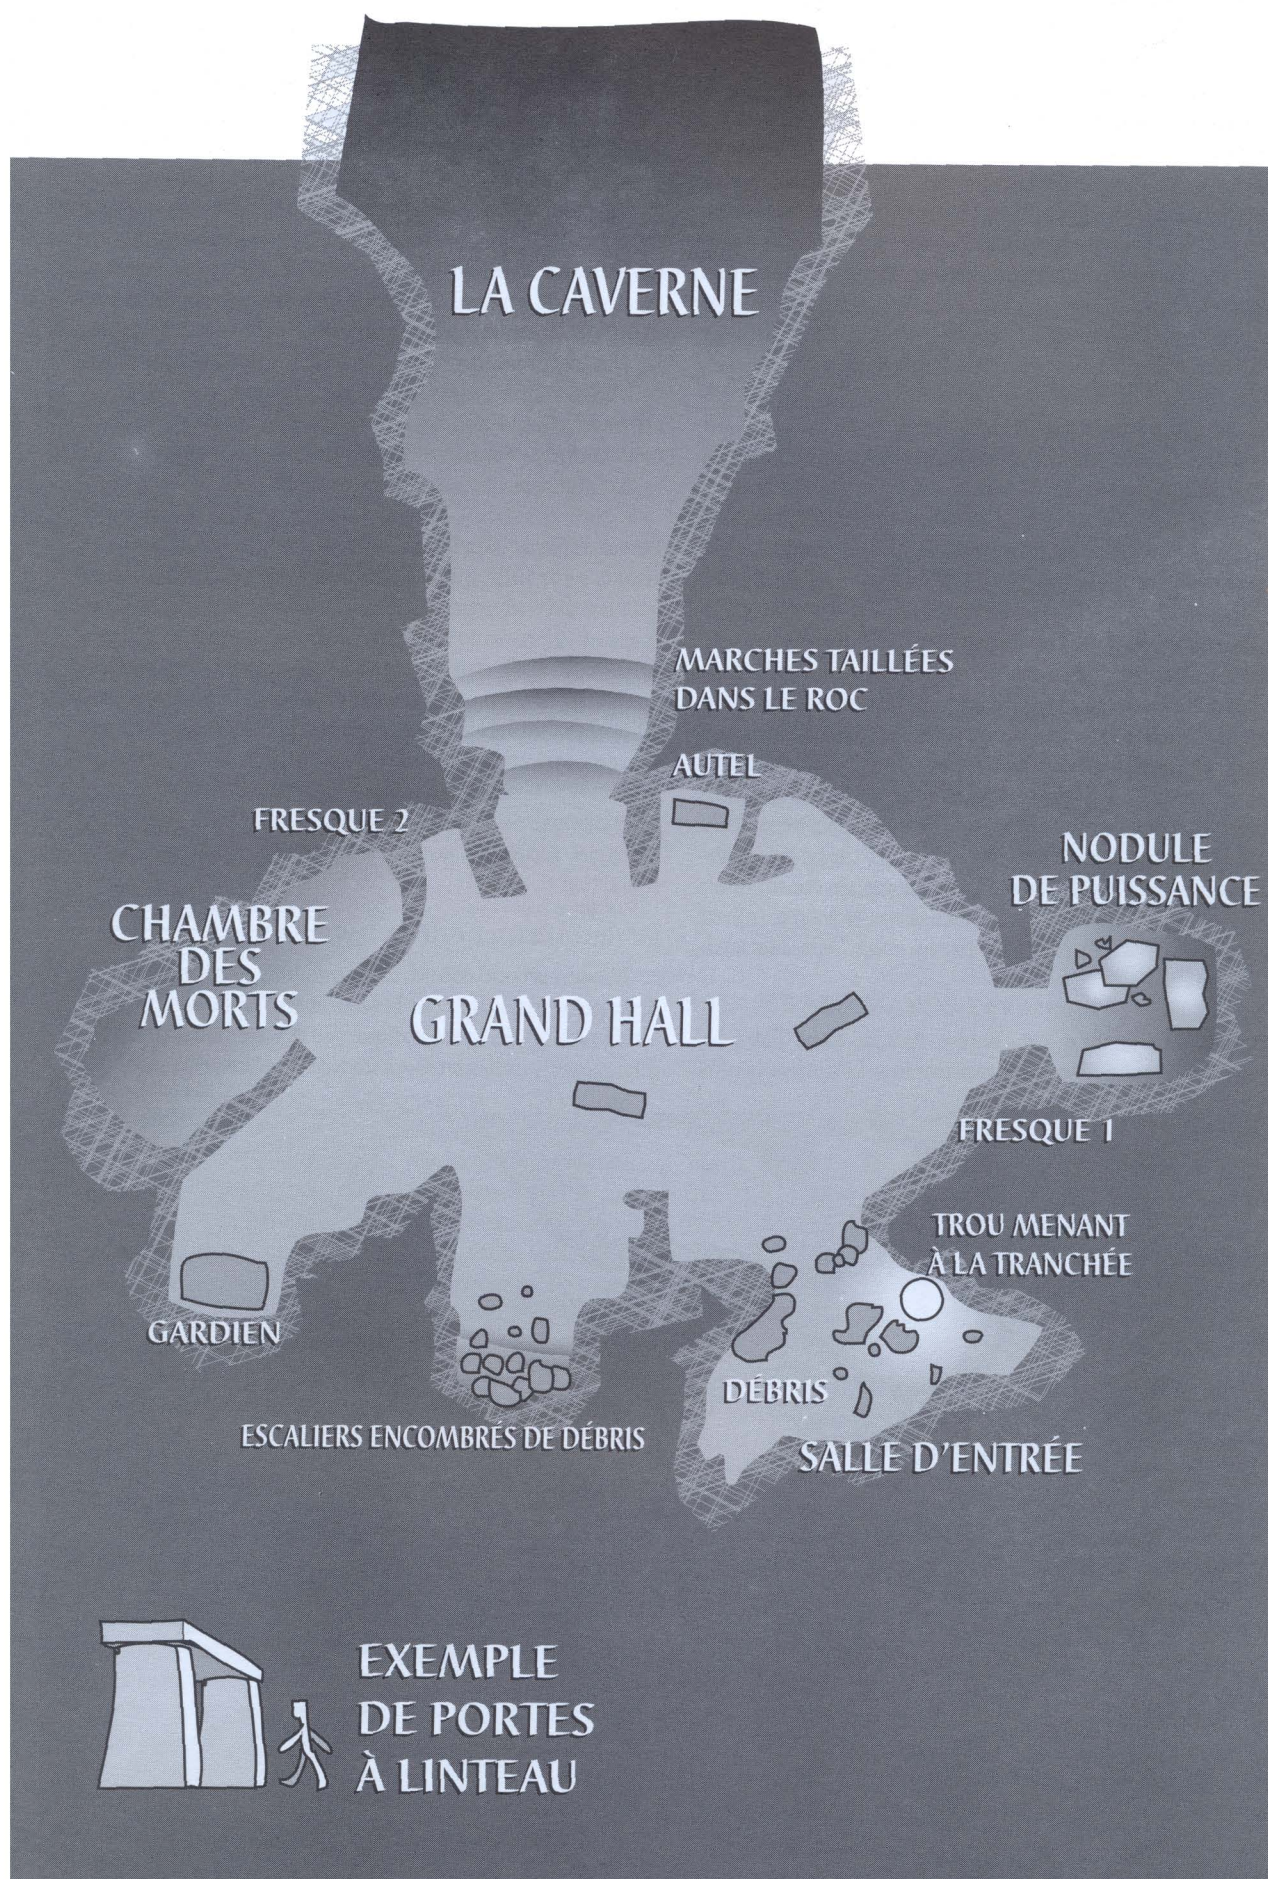 LA CAVERNE
MARCHES TAILLÉES
DANS LE ROC
AUTEL
FRESQUE 2
NODULE
DE PUISSANCE
CHAMBRE
DES
MORTS
GRAND HALL
FRESQUE 1
TROU MENANT
À LA TRANCHÉE
GARDIEN
DÉBRIS
ESCALIERS ENCOMBRÉS DE DÉBRIS
SALLE D'ENTRÉE
EXEMPLE
DE PORTES
À LINTEAU